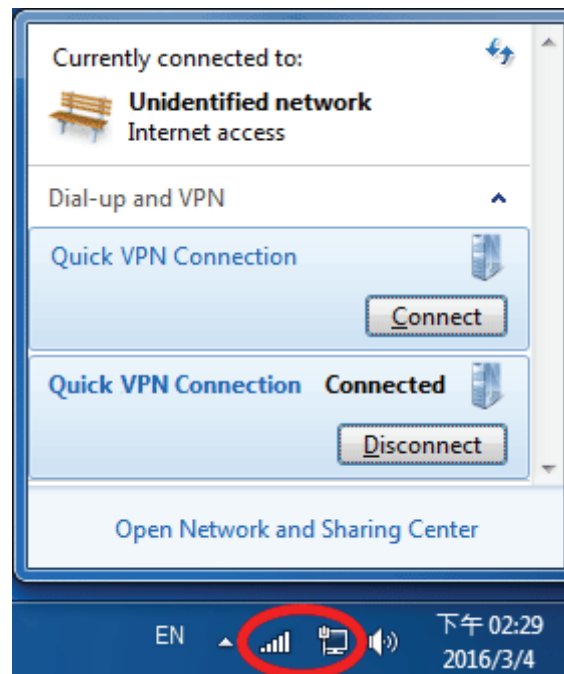 Currently connected to:
Unidentified network
Internet access
Dial-up and VPN
Quick VPN Connection
Connect
Quick VPN Connection Connected
Disconnect
Open Network and Sharing Center
EN
下午 02:29
2016/3/4